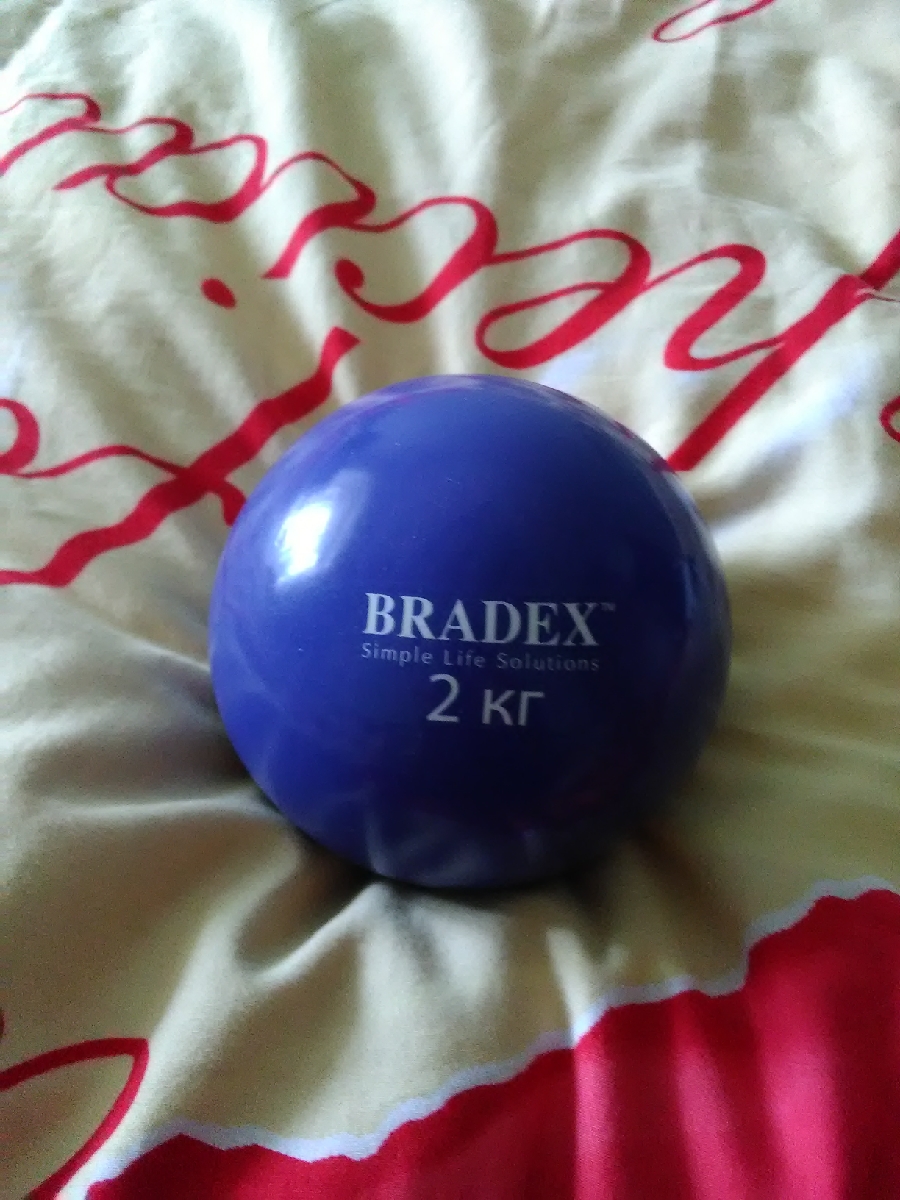 BRADEX™
Simple Life Solutions
2 кг